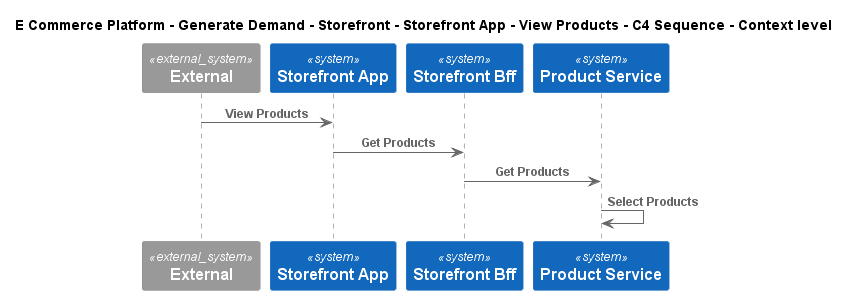 E Commerce Platform - Generate Demand - Storefront - Storefront App - View Products - C4 Sequence - Context level
«external_system»
External
«system»
Storefront App
«system»
Storefront Bff
«system»
Product Service
View Products
Get Products
Get Products
Select Products
«external_system»
External
«system»
Storefront App
«system»
Storefront Bff
«system»
Product Service